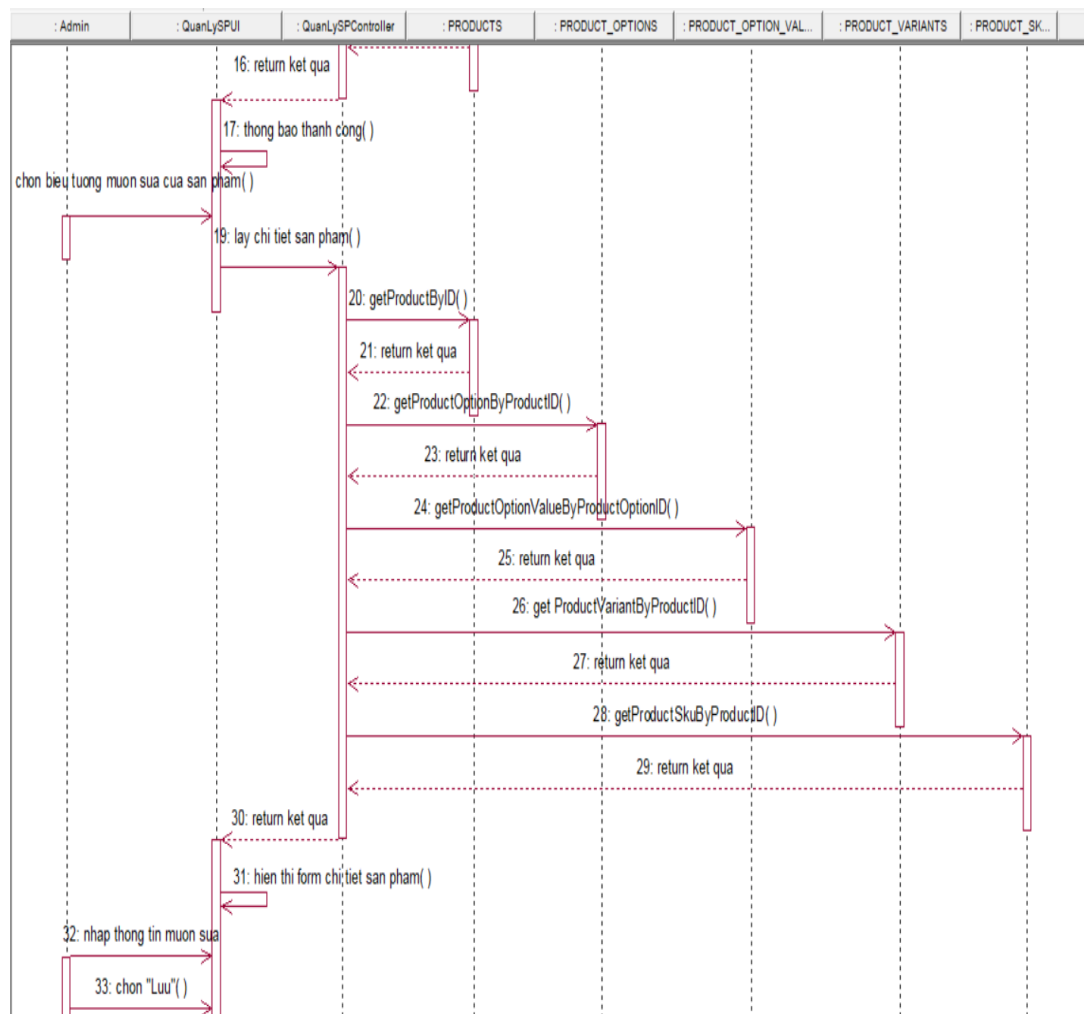 : Admin
: QuanLySPUI
: QuanLySPController
: PRODUCTS
: PRODUCT_OPTIONS
: PRODUCT_OPTION_VAL...
: PRODUCT_VARIANTS
: PRODUCT_SK...
16: return ket qua
17: thong bao thanh cong( )
chon bieu tuong muon sua cua san pham( )
19: lay chi tiet san pham( )
20: getProductByID( )
21: return ket qua
22: getProductOptionByProductID( )
23: return ket qua
24: getProductOptionValueByProductOptionID( )
25: return ket qua
26: get ProductVariantByProductID( )
27: return ket qua
28: getProductSkuByProductID( )
29: return ket qua
30: return ket qua
31: hien thi form chi tiet san pham( )
32: nhap thong tin muon sua
33: chon "Luu"( )